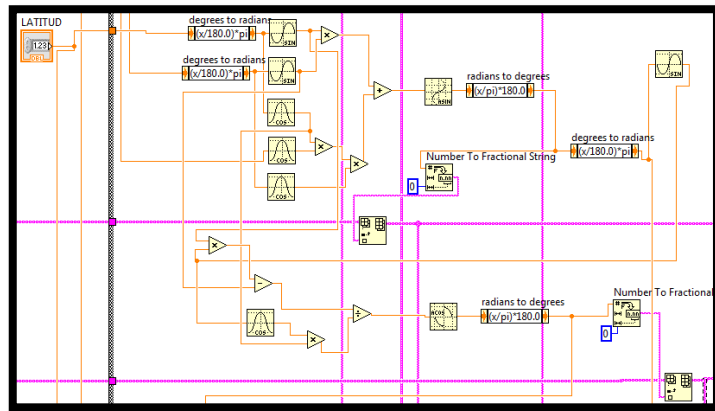 LATITUD
1.23
DBL
degrees to radians
(x/180.0)*pi
SIN
×
degrees to radians
(x/180.0)*pi
SIN
SIN
+
ASIN
radians to degrees
(x/pi)*180.0
COS
×
COS
×
COS
degrees to radians
(x/180.0)*pi
Number To Fractional String
0
×
−
÷
ACOS
radians to degrees
(x/pi)*180.0
Number To Fractional
0
COS
×